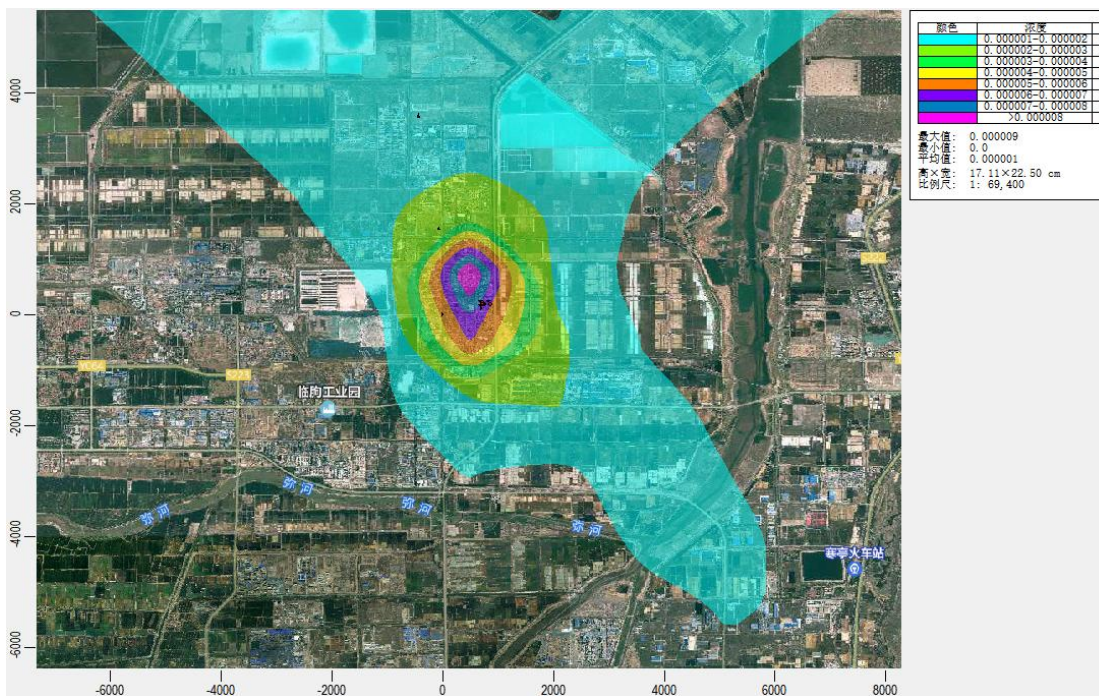 颜色 浓度
0.000001-0.000002
0.000002-0.000003
0.000003-0.000004
0.000004-0.000005
0.000005-0.000006
0.000006-0.000007
0.000007-0.000008
>0.000008
最大值: 0.000009
最小值: 0.0
平均值: 0.000001
高×宽: 17.11×22.50 cm
比例尺: 1: 69,400
4000
2000
0
-2000
-4000
-6000
S224
临朐工业园
弥河
弥河
弥河
弥河
寒亭火车站
-6000 -4000 -2000 0 2000 4000 6000 8000